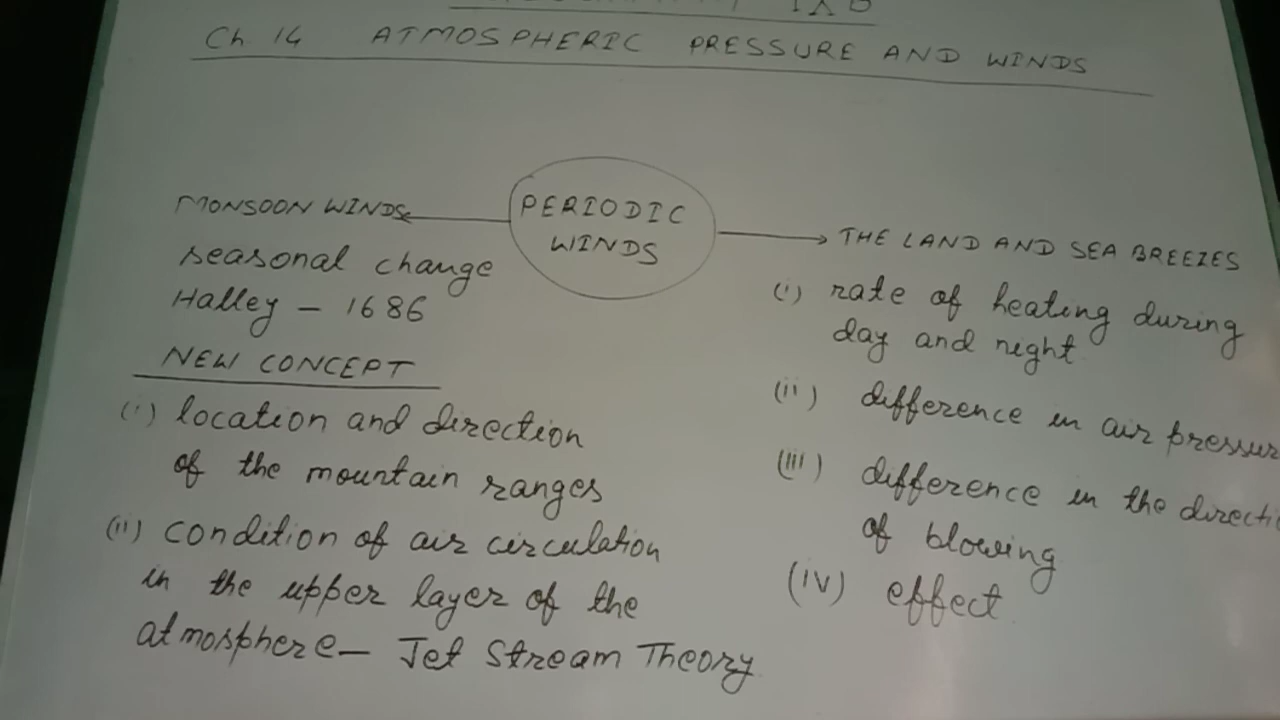 Ch 14 ATMOSPHERIC PRESSURE AND WINDS
PERIODIC
WINDS
MONSOON WINDS
seasonal change
Halley – 1686
NEW CONCEPT
(i) location and direction
of the mountain ranges
(ii) condition of air circulation
in the upper layer of the
atmosphere – Jet Stream Theory
THE LAND AND SEA BREEZES
(i) rate of heating during
day and night
(ii) difference in air pressur
(iii) difference in the directi
of blowing
(iv) effect